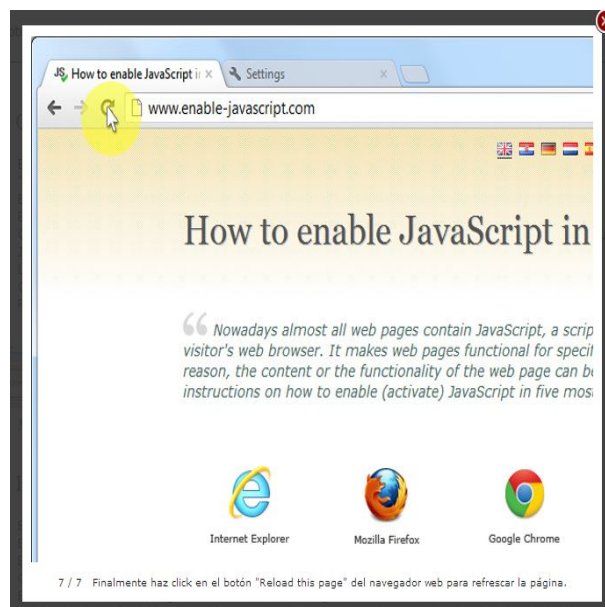 How to enable JavaScript i
Settings
www.enable-javascript.com
How to enable JavaScript in
Nowadays almost all web pages contain JavaScript, a scrip
visitor's web browser. It makes web pages functional for specif
reason, the content or the functionality of the web page can be
instructions on how to enable (activate) JavaScript in five mos
Internet Explorer
Mozilla Firefox
Google Chrome
7 / 7 Finalmente haz click en el botón "Reload this page" del navegador web para refrescar la página.